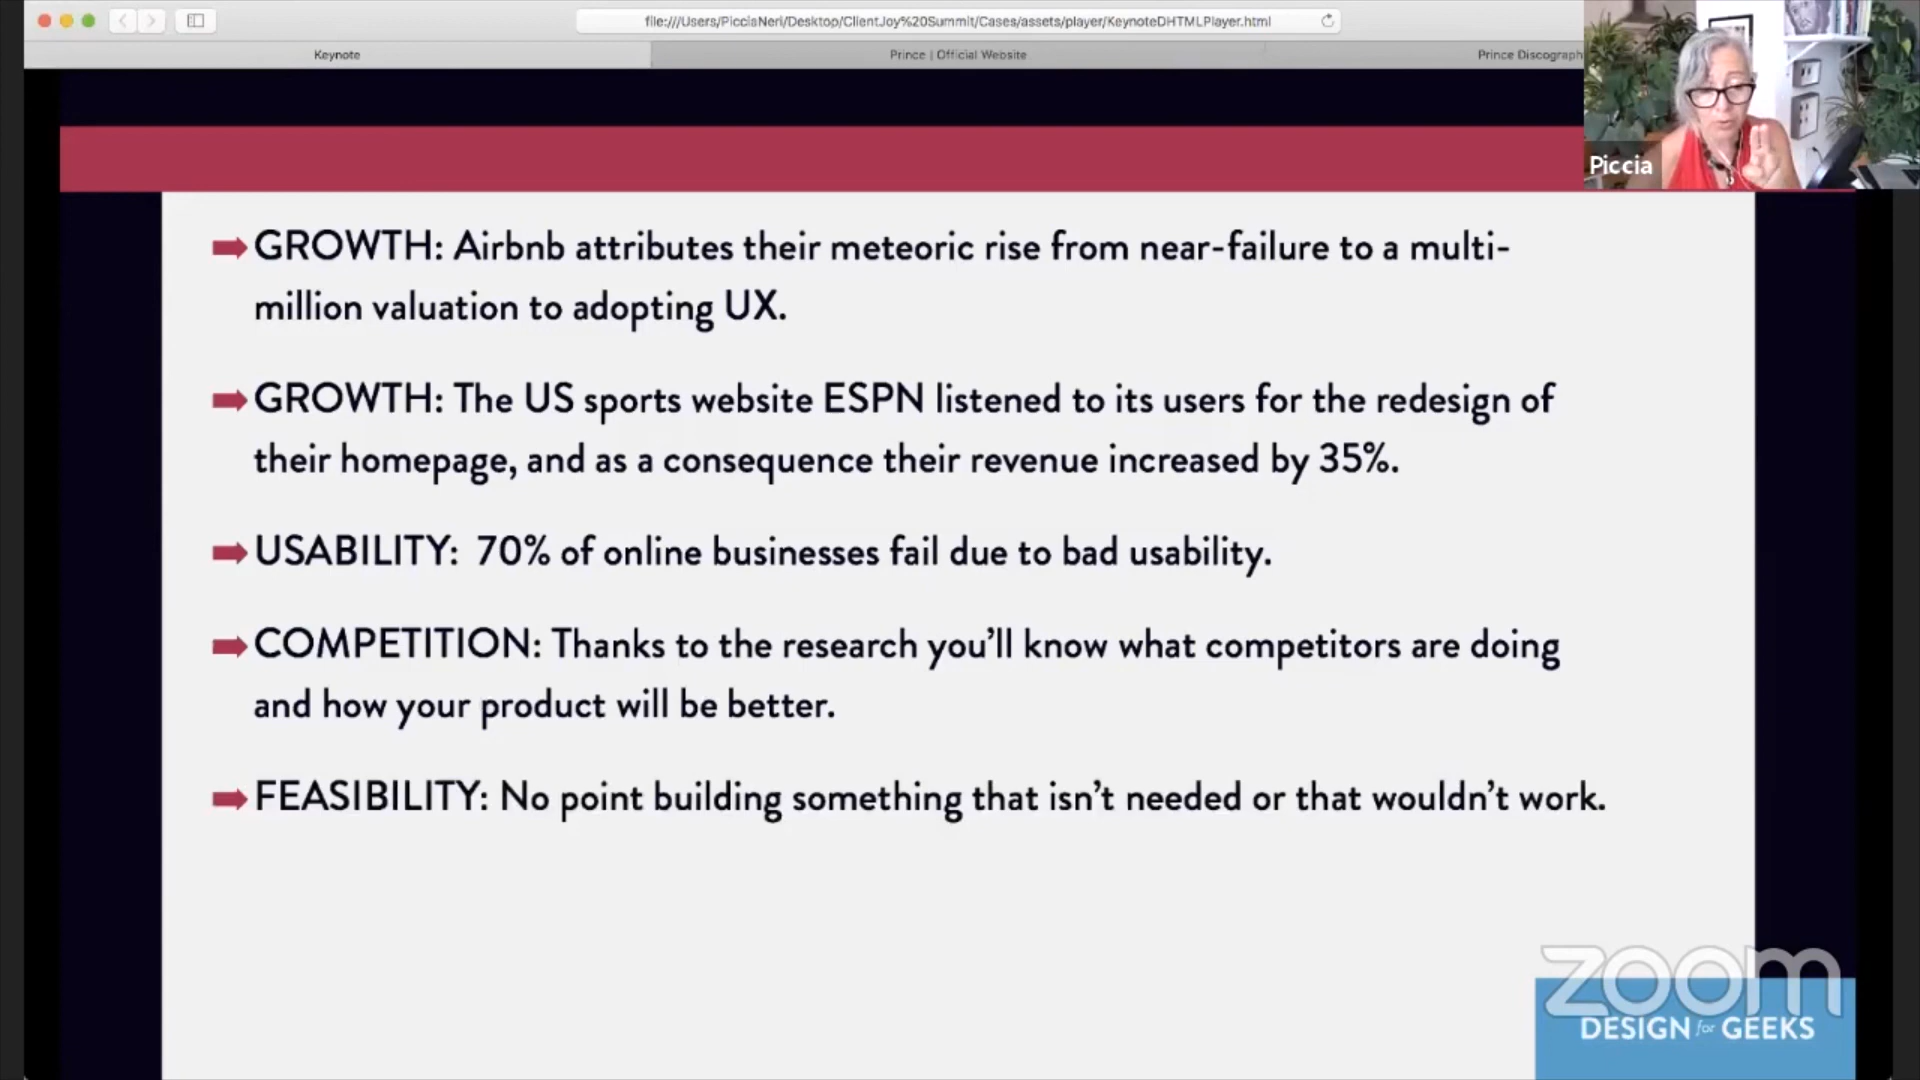 file:///Users/PicciaNeri/Desktop/ClientJoy%20Summit/Cases/assets/player/KeynoteDHTMLPlayer.html
Keynote
Prince | Official Website
Prince Discograph
Piccia
GROWTH: Airbnb attributes their meteoric rise from near-failure to a multi-
million valuation to adopting UX.
GROWTH: The US sports website ESPN listened to its users for the redesign of
their homepage, and as a consequence their revenue increased by 35%.
USABILITY: 70% of online businesses fail due to bad usability.
COMPETITION: Thanks to the research you’ll know what competitors are doing
and how your product will be better.
FEASIBILITY: No point building something that isn’t needed or that wouldn’t work.
zoom
DESIGN for GEEKS